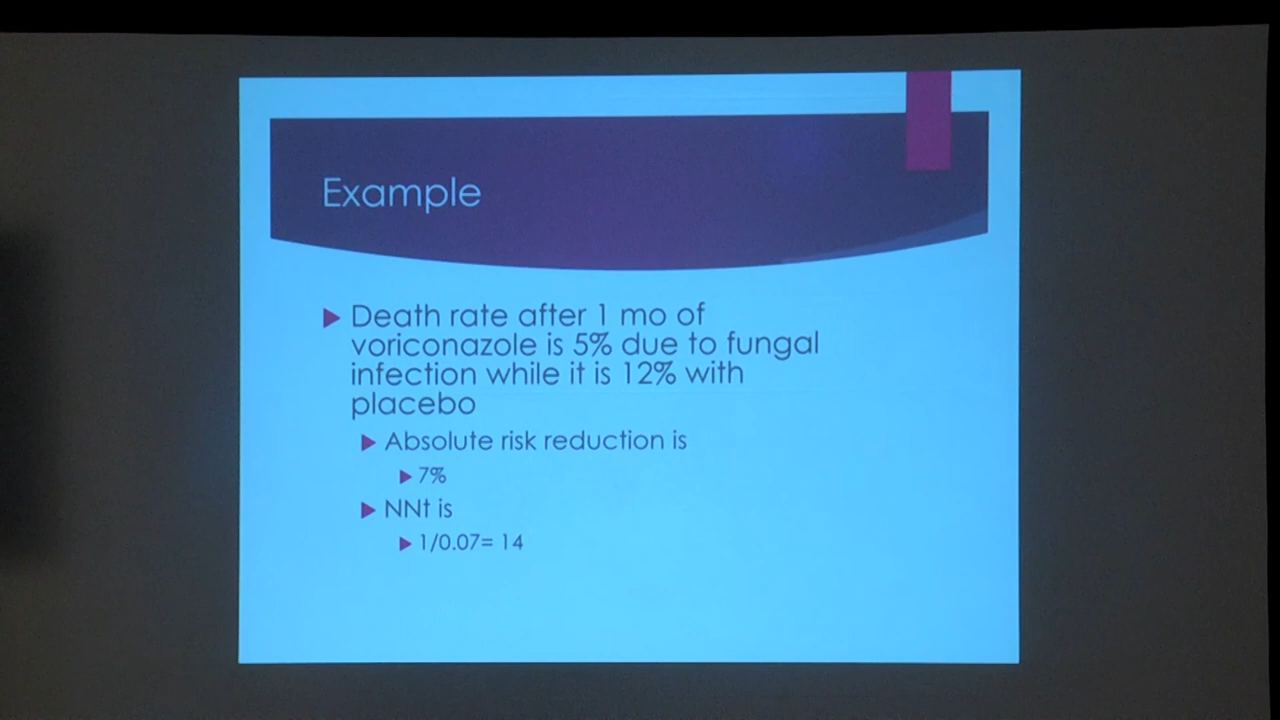 Example
Death rate after 1 mo of
voriconazole is 5% due to fungal
infection while it is 12% with
placebo
Absolute risk reduction is
7%
NNt is
1/0.07= 14